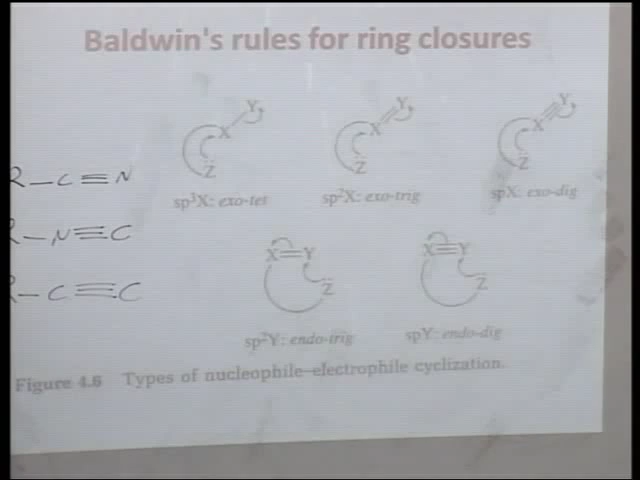 Baldwin's rules for ring closures
Y Y Y
X X X
Z̈ Z̈ Z̈
R—C≡N
sp³X: exo-tet sp²X: exo-trig spX: exo-dig
R—N≡C
X=Y X≡Y
Z̈ Z̈
R—C≡C
sp²Y: endo-trig spY: endo-dig
Figure 4.6 Types of nucleophile–electrophile cyclization.